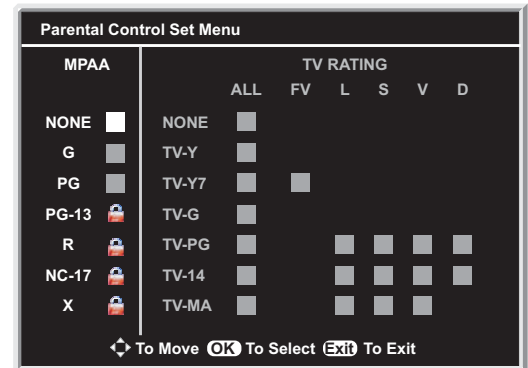 Parental Control Set Menu
MPAA TV RATING
ALL FV L S V D
NONE NONE
G TV-Y
PG TV-Y7
PG-13 TV-G
R TV-PG
NC-17 TV-14
X TV-MA
To Move OK To Select Exit To Exit